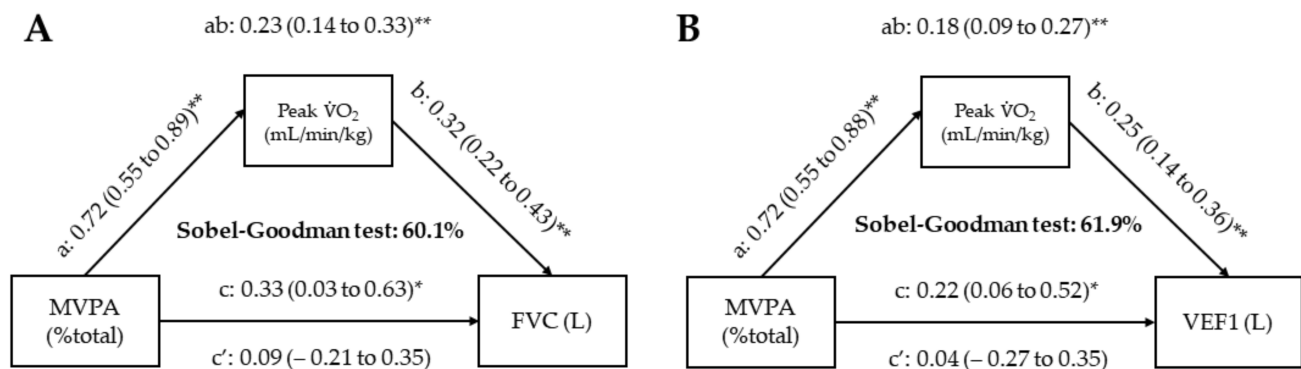 A
ab: 0.23 (0.14 to 0.33)**
Peak V̇O₂
(mL/min/kg)
a: 0.72 (0.55 to 0.89)**
b: 0.32 (0.22 to 0.43)**
Sobel-Goodman test: 60.1%
MVPA
(%total)
c: 0.33 (0.03 to 0.63)*
FVC (L)
c′: 0.09 (– 0.21 to 0.35)
B
ab: 0.18 (0.09 to 0.27)**
Peak V̇O₂
(mL/min/kg)
a: 0.72 (0.55 to 0.88)**
b: 0.25 (0.14 to 0.36)**
Sobel-Goodman test: 61.9%
MVPA
(%total)
c: 0.22 (0.06 to 0.52)*
VEF1 (L)
c′: 0.04 (– 0.27 to 0.35)